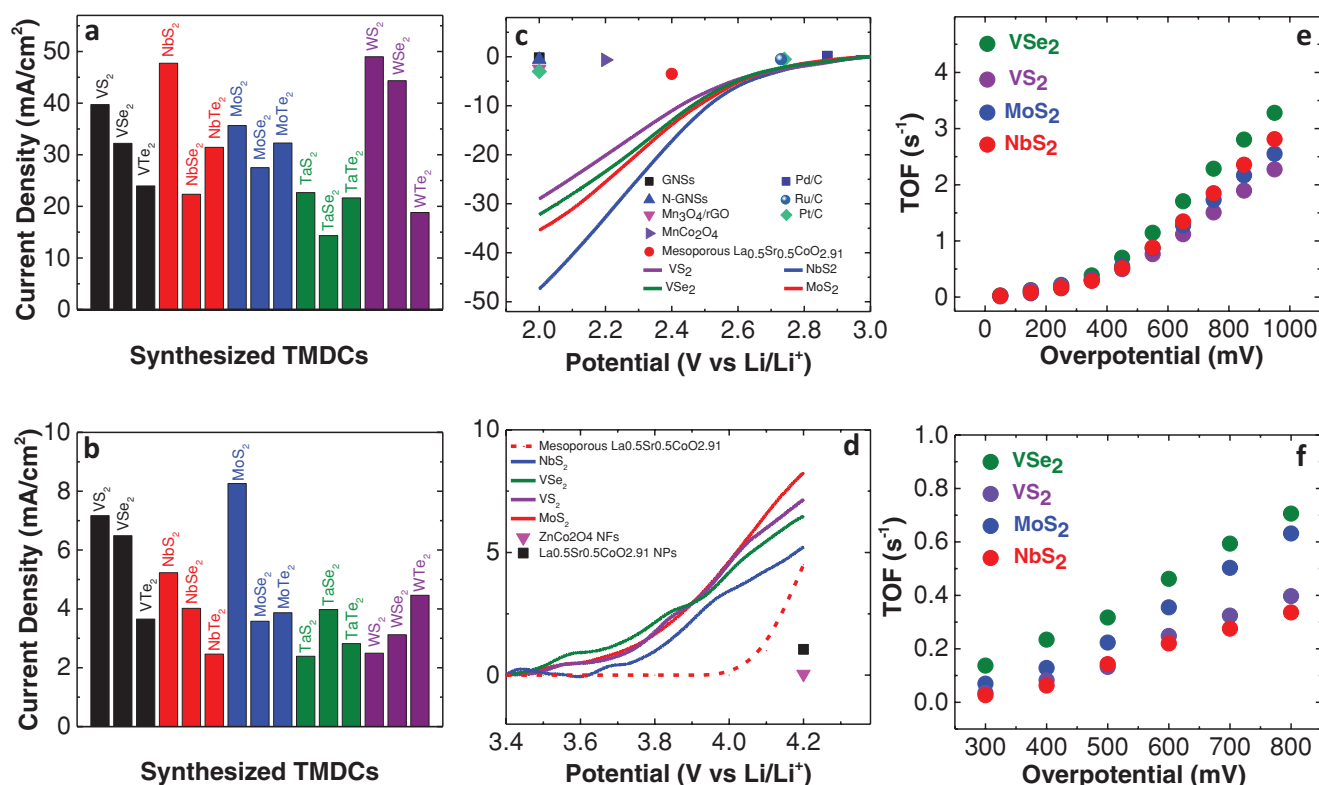 a
Current Density (mA/cm²)
50
40
30
20
10
0
VS₂
VSe₂
VTe₂
NbS₂
NbSe₂
NbTe₂
MoS₂
MoSe₂
MoTe₂
TaS₂
TaSe₂
TaTe₂
WS₂
WSe₂
WTe₂
Synthesized TMDCs
c
0
-10
-20
-30
-40
-50
GNSs
N-GNSs
Mn₃O₄/rGO
MnCo₂O₄
Mesoporous La₀.₅Sr₀.₅CoO₂.₉₁
Pd/C
Ru/C
Pt/C
VS₂
VSe₂
NbS2
MoS₂
2.0 2.2 2.4 2.6 2.8 3.0
Potential (V vs Li/Li⁺)
e
VSe₂
VS₂
MoS₂
NbS₂
TOF (s⁻¹)
4
3
2
1
0
0 200 400 600 800 1000
Overpotential (mV)
b
Current Density (mA/cm²)
10
8
6
4
2
0
VS₂
VSe₂
VTe₂
NbS₂
NbSe₂
NbTe₂
MoS₂
MoSe₂
MoTe₂
TaS₂
TaSe₂
TaTe₂
WS₂
WSe₂
WTe₂
Synthesized TMDCs
d
10
5
0
Mesoporous La0.5Sr0.5CoO2.91
NbS₂
VSe₂
VS₂
MoS₂
ZnCo2O4 NFs
La0.5Sr0.5CoO2.91 NPs
3.4 3.6 3.8 4.0 4.2
Potential (V vs Li/Li⁺)
f
VSe₂
VS₂
MoS₂
NbS₂
TOF (s⁻¹)
1.0
0.8
0.6
0.4
0.2
0.0
300 400 500 600 700 800
Overpotential (mV)